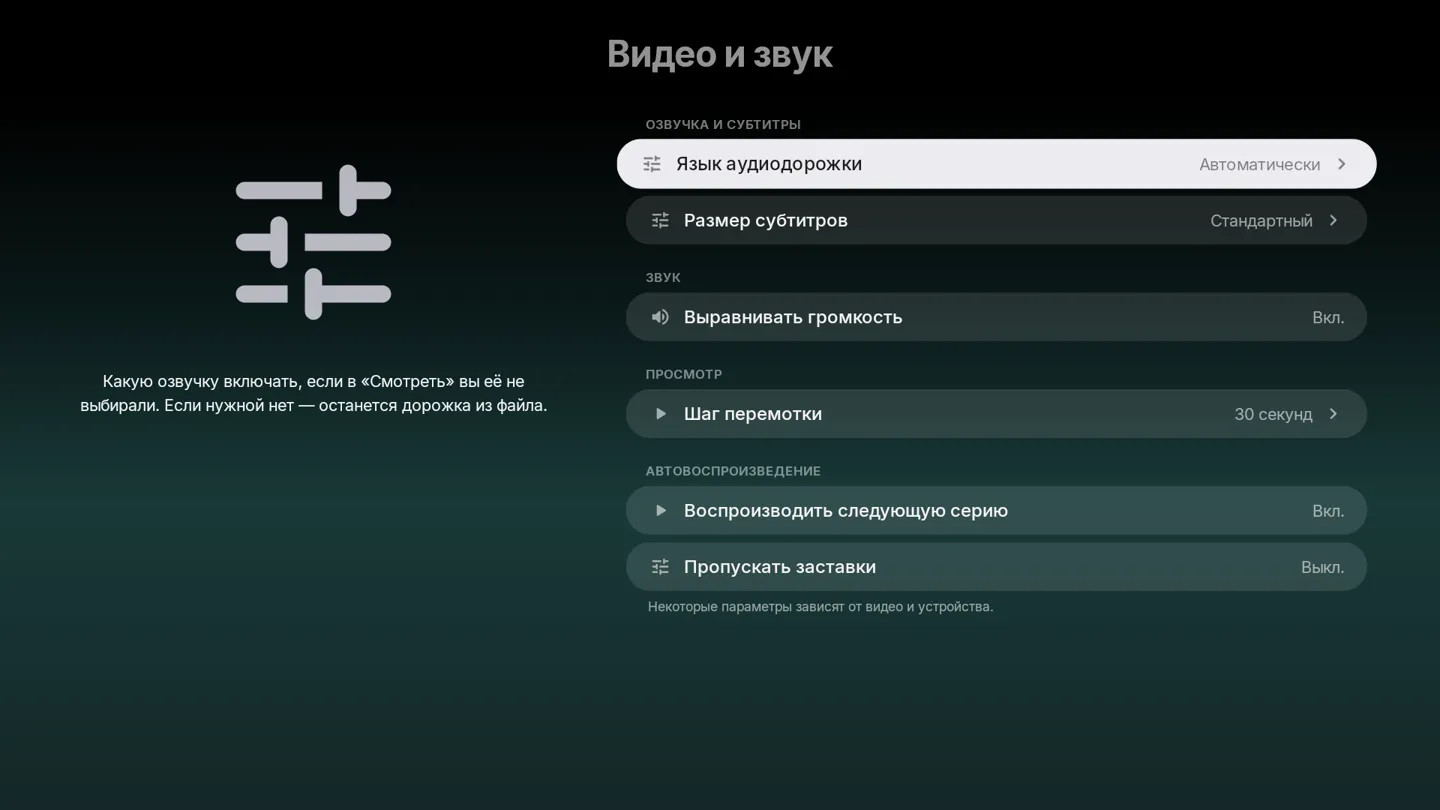 Видео и звук
ОЗВУЧКА И СУБТИТРЫ
Язык аудиодорожки Автоматически
Размер субтитров Стандартный
ЗВУК
Выравнивать громкость Вкл.
Какую озвучку включать, если в «Смотреть» вы её не
выбирали. Если нужной нет — останется дорожка из файла.
ПРОСМОТР
Шаг перемотки 30 секунд
АВТОВОСПРОИЗВЕДЕНИЕ
Воспроизводить следующую серию Вкл.
Пропускать заставки Выкл.
Некоторые параметры зависят от видео и устройства.